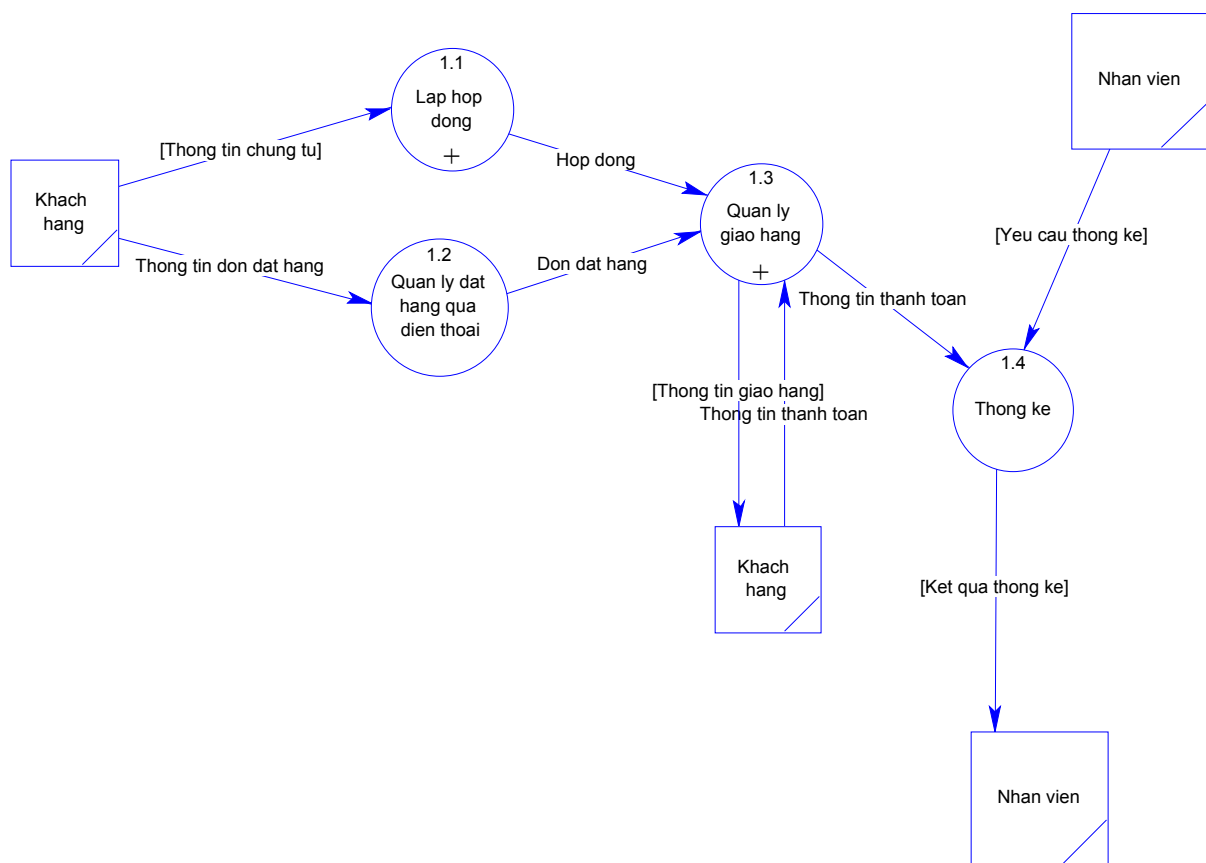 1.1
Lap hop
dong
+
Nhan vien
[Thong tin chung tu]
Hop dong
Khach
hang
1.3
Quan ly
giao hang
+
[Yeu cau thong ke]
1.2
Quan ly dat
hang qua
dien thoai
Thong tin don dat hang
Don dat hang
Thong tin thanh toan
1.4
Thong ke
[Thong tin giao hang]
Thong tin thanh toan
Khach
hang
[Ket qua thong ke]
Nhan vien